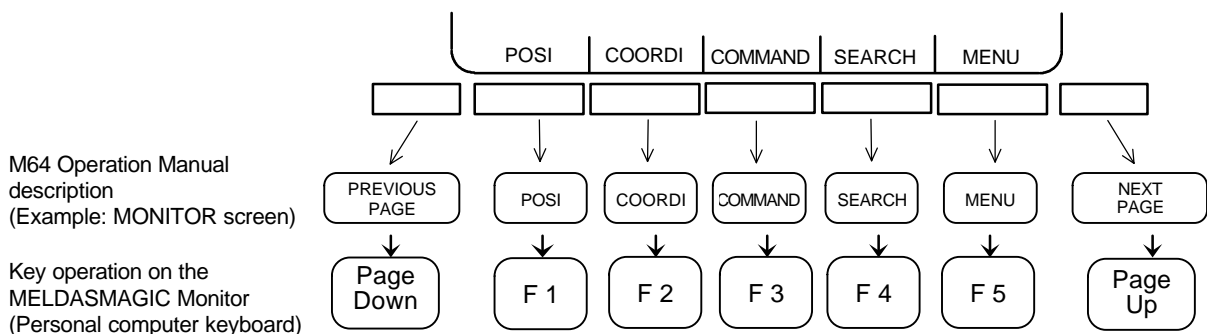 POSI COORDI COMMAND SEARCH MENU
M64 Operation Manual
description
(Example: MONITOR screen)
PREVIOUS
PAGE
POSI
COORDI
COMMAND
SEARCH
MENU
NEXT
PAGE
Key operation on the
MELDASMAGIC Monitor
(Personal computer keyboard)
Page
Down
F 1
F 2
F 3
F 4
F 5
Page
Up